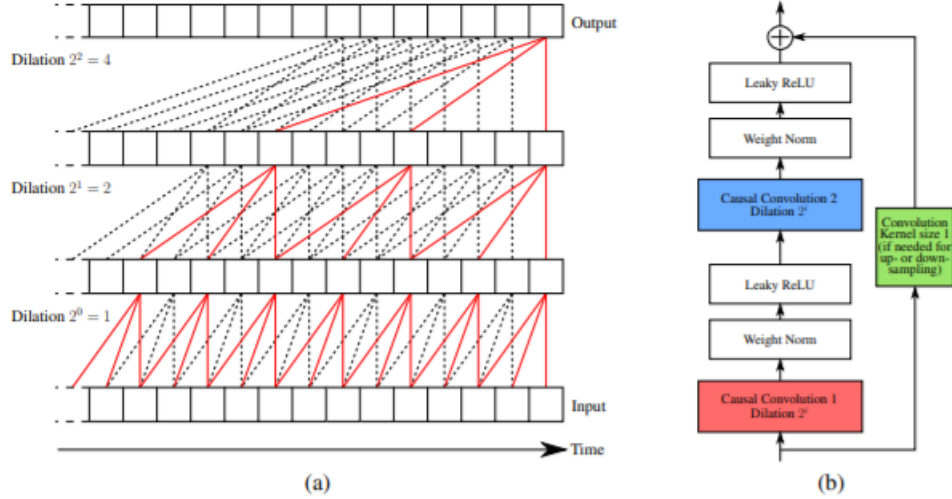 Output
Dilation 2² = 4
Dilation 2¹ = 2
Dilation 2⁰ = 1
Input
Time
(a)
Leaky ReLU
Weight Norm
Causal Convolution 2
Dilation 2ⁱ
Convolution
Kernel size 1
(if needed for
up- or down-
sampling)
Leaky ReLU
Weight Norm
Causal Convolution 1
Dilation 2ⁱ
(b)